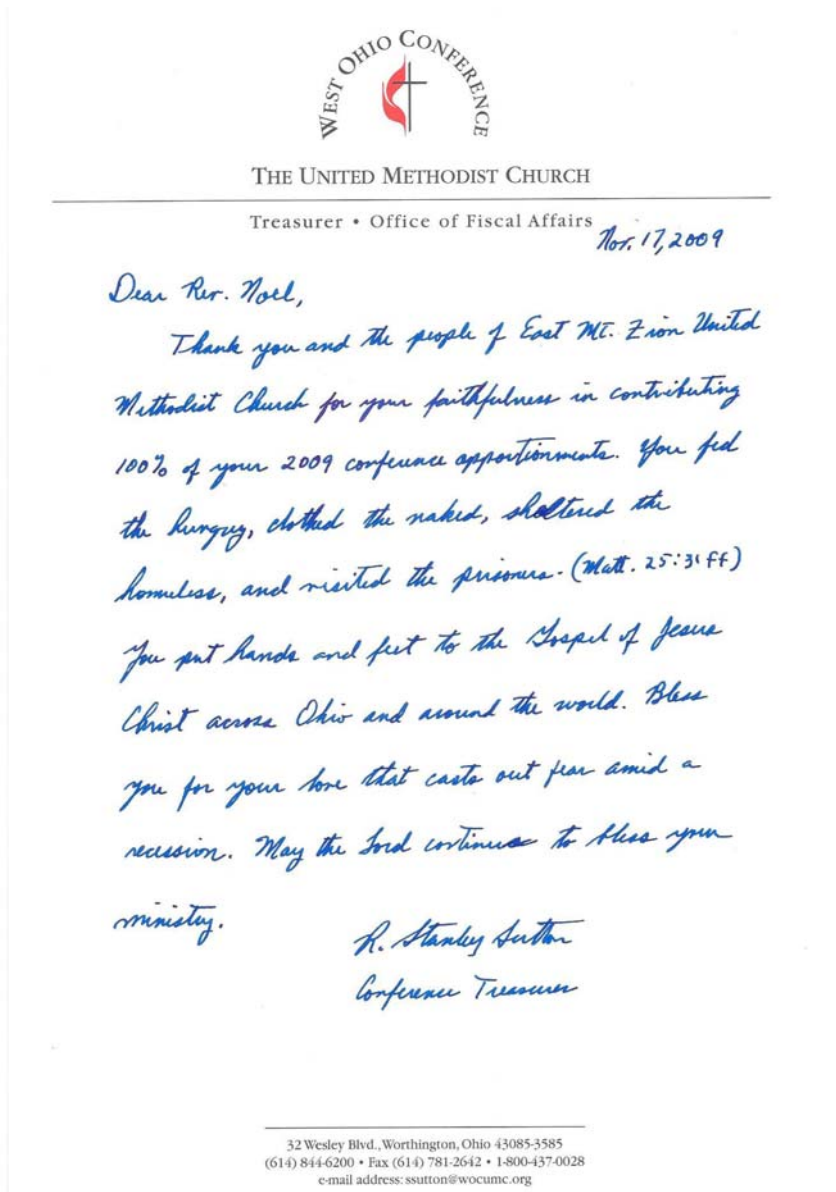 WEST OHIO CONFERENCE
THE UNITED METHODIST CHURCH
Treasurer • Office of Fiscal Affairs
Nov. 17, 2009
Dear Rev. Noel,
Thank you and the people of East Mt. Zion United
Methodist Church for your faithfulness in contributing
100% of your 2009 conference apportionments. You fed
the hungry, clothed the naked, sheltered the
homeless, and visited the prisoners. (Matt. 25:31ff)
You put hands and feet to the Gospel of Jesus
Christ across Ohio and around the world. Bless
you for your love that casts out fear amid a
recession. May the Lord continue to bless your
ministry.
R. Stanley Sutton
Conference Treasurer
32 Wesley Blvd., Worthington, Ohio 43085-3585
(614) 844-6200 • Fax (614) 781-2642 • 1-800-437-0028
e-mail address: ssutton@wocumc.org